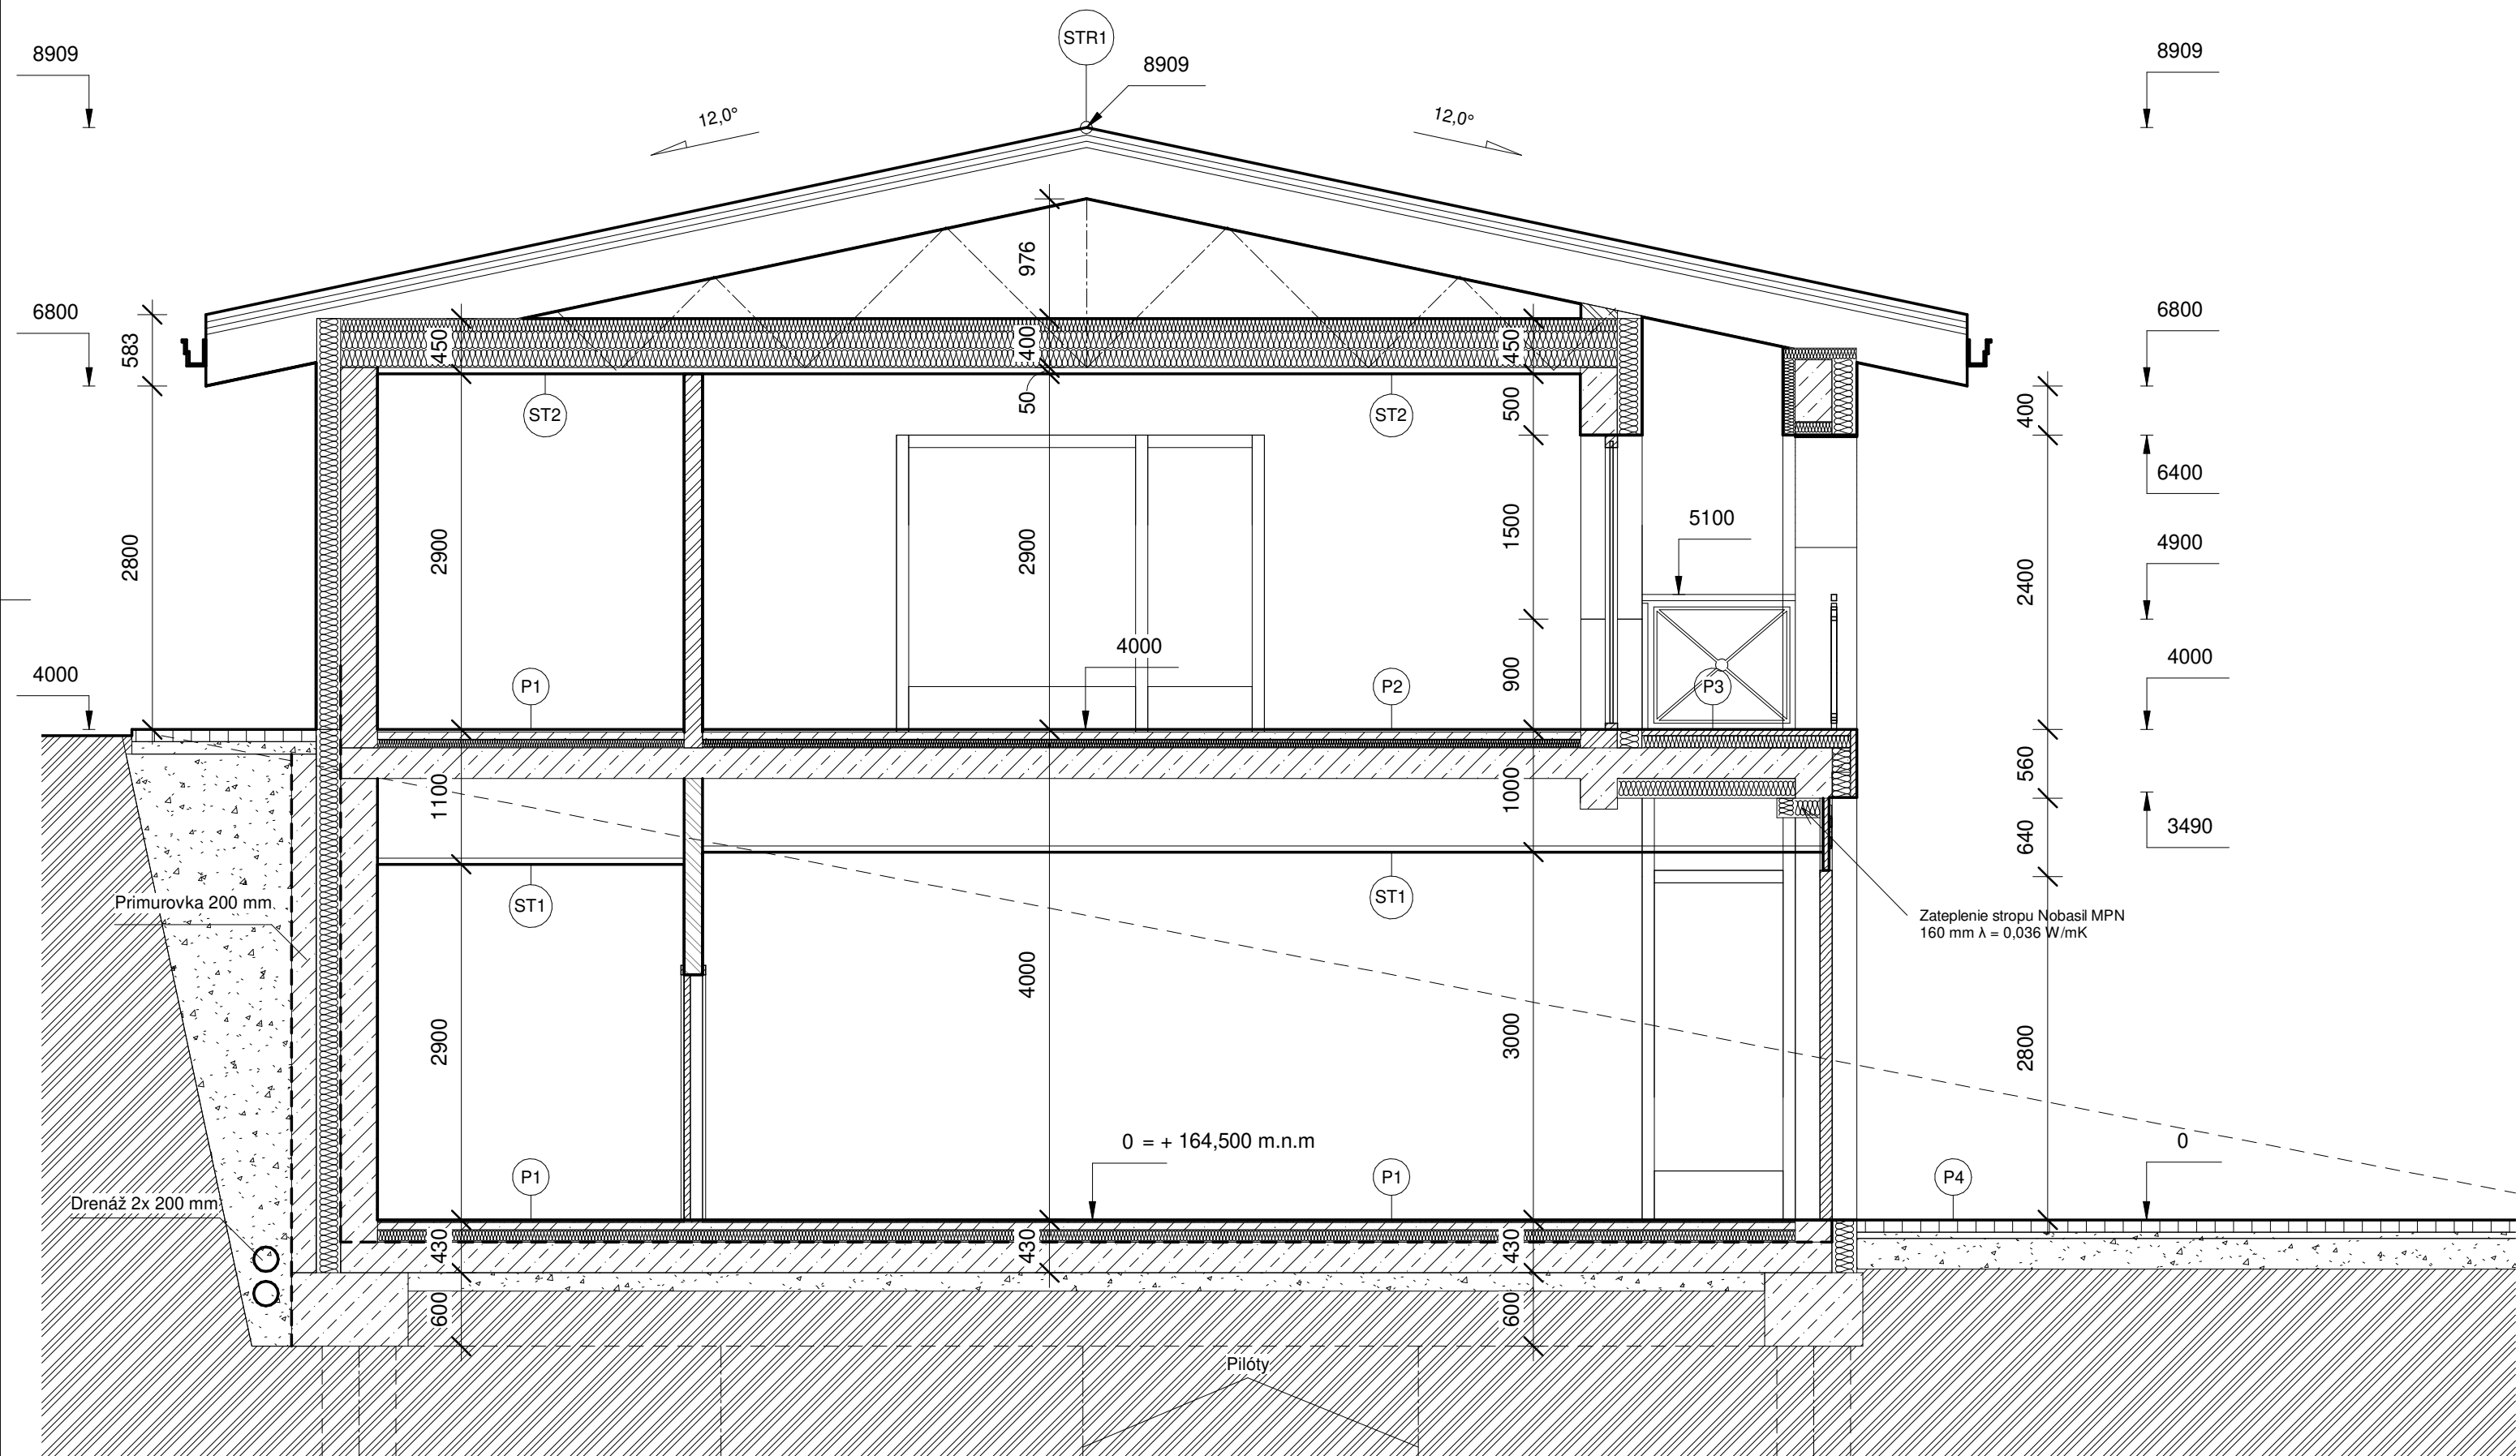 STR1
8909
8909
8909
12,0°
12,0°
976
6800
6800
583
450
400
450
50
500
400
ST2
ST2
6400
2800
2900
2900
1500
5100
4900
2400
4000
4000
4000
P1
P2
900
P3
1100
1000
560
3490
640
Primurovka 200 mm
ST1
ST1
Zateplenie stropu Nobasil MPN
160 mm λ = 0,036 W/mK
4000
2900
3000
2800
0 = + 164,500 m.n.m
0
Drenáž 2x 200 mm
P1
P1
P4
430
430
430
600
600
Pilóty